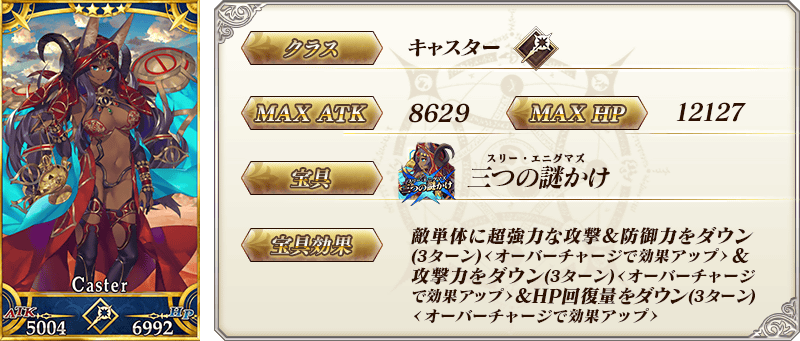 Caster
ATK
HP
5004
6992
クラス
キャスター
MAX ATK
8629
MAX HP
12127
宝具
三つの謎かけ
スリー・エニグマズ
三つの謎かけ
宝具効果
敵単体に超強力な攻撃&防御力をダウン
(3ターン)<オーバーチャージで効果アップ>&
攻撃力をダウン(3ターン)<オーバーチャージ
で効果アップ>&HP回復量をダウン(3ターン)
<オーバーチャージで効果アップ>